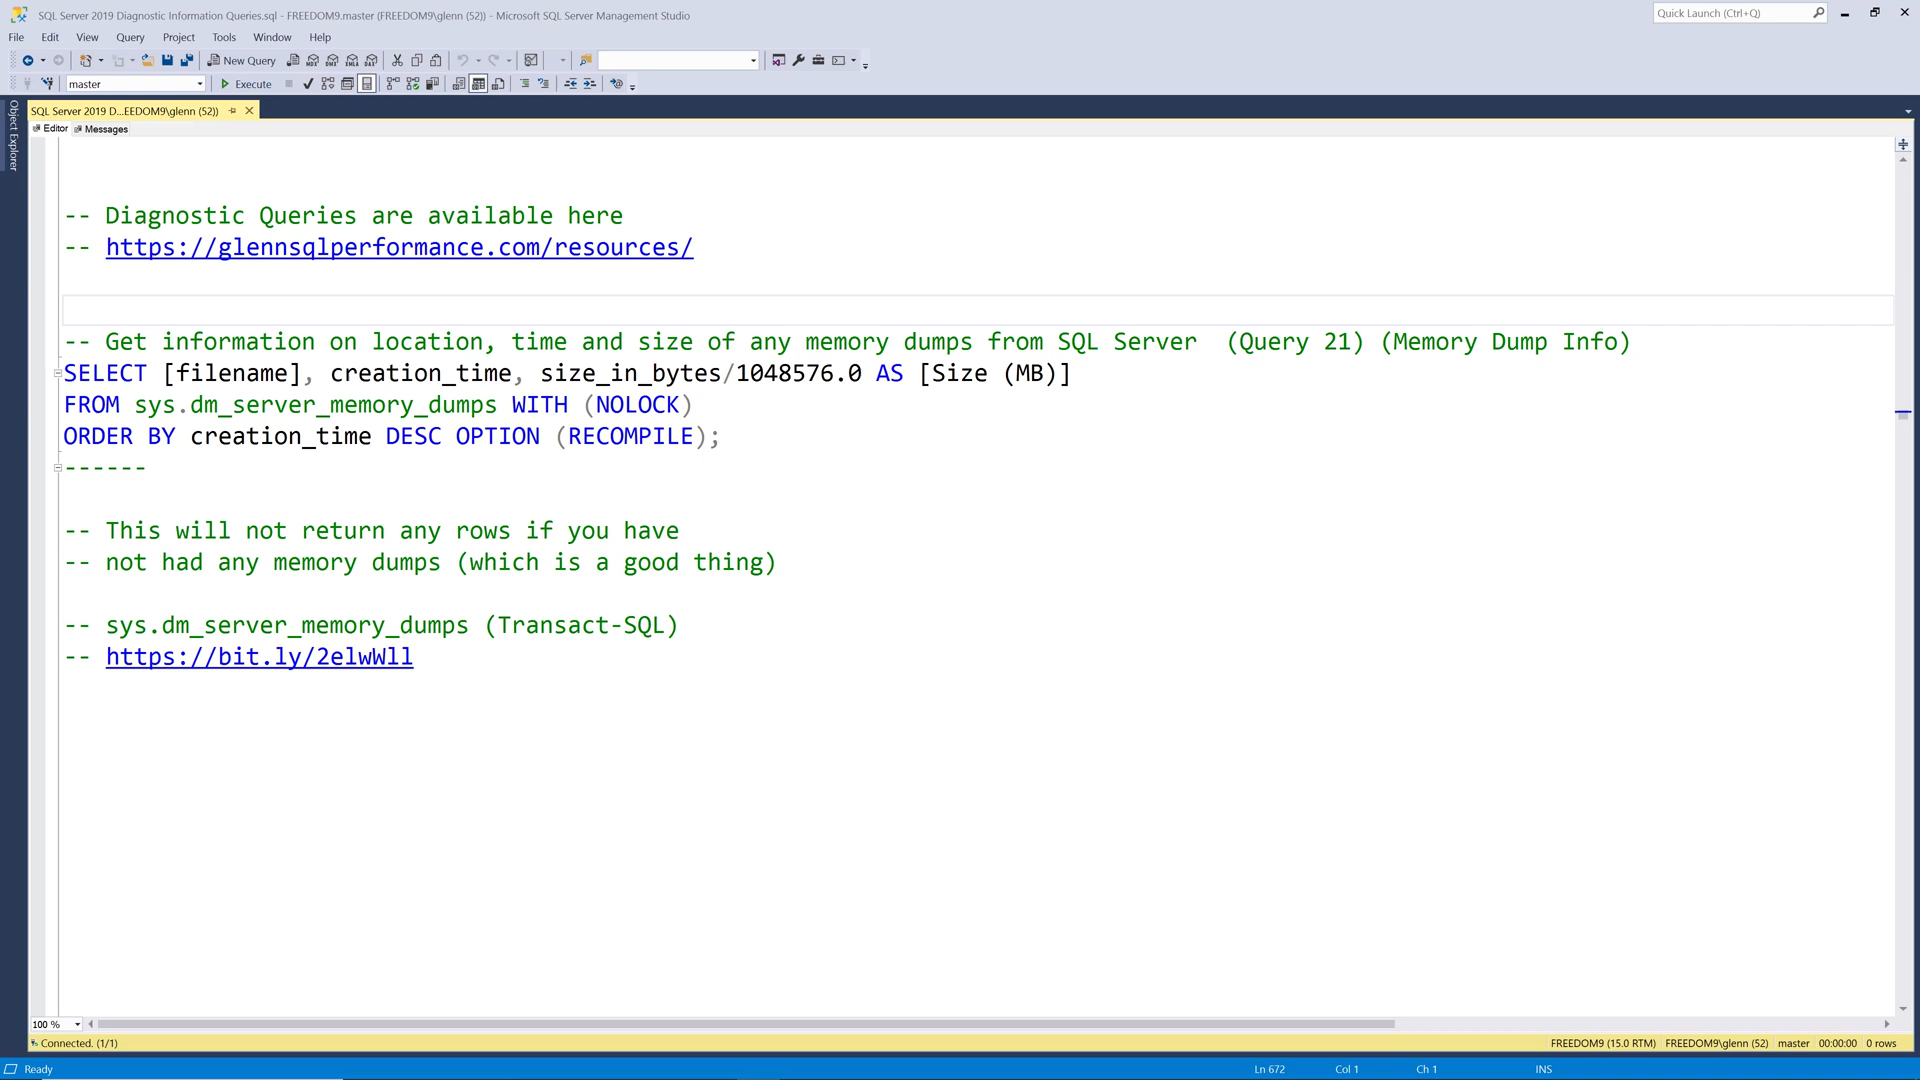 SQL Server 2019 Diagnostic Information Queries.sql - FREEDOM9.master (FREEDOM9\glenn (52)) - Microsoft SQL Server Management Studio
Quick Launch (Ctrl+Q)
File Edit View Query Project Tools Window Help
New Query
master
Execute
Object Explorer
SQL Server 2019 D...EEDOM9\glenn (52))
Editor Messages
-- Diagnostic Queries are available here
-- https://glennsqlperformance.com/resources/
-- Get information on location, time and size of any memory dumps from SQL Server  (Query 21) (Memory Dump Info)
SELECT [filename], creation_time, size_in_bytes/1048576.0 AS [Size (MB)]
FROM sys.dm_server_memory_dumps WITH (NOLOCK)
ORDER BY creation_time DESC OPTION (RECOMPILE);
------
-- This will not return any rows if you have
-- not had any memory dumps (which is a good thing)
-- sys.dm_server_memory_dumps (Transact-SQL)
-- https://bit.ly/2elwWll
100 %
Connected. (1/1)
FREEDOM9 (15.0 RTM) FREEDOM9\glenn (52) master 00:00:00 0 rows
Ready
Ln 672 Col 1 Ch 1 INS